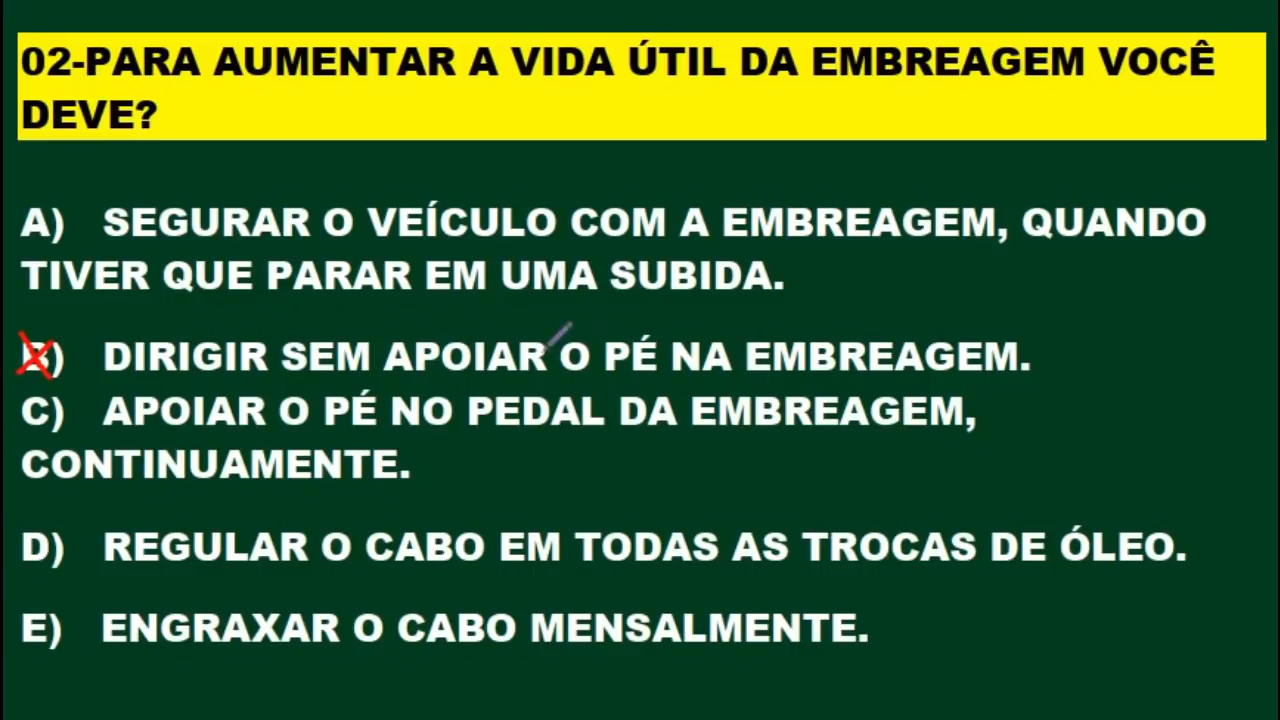 02-PARA AUMENTAR A VIDA ÚTIL DA EMBREAGEM VOCÊ
DEVE?
A) SEGURAR O VEÍCULO COM A EMBREAGEM, QUANDO
TIVER QUE PARAR EM UMA SUBIDA.
B) DIRIGIR SEM APOIAR O PÉ NA EMBREAGEM.
C) APOIAR O PÉ NO PEDAL DA EMBREAGEM,
CONTINUAMENTE.
D) REGULAR O CABO EM TODAS AS TROCAS DE ÓLEO.
E) ENGRAXAR O CABO MENSALMENTE.